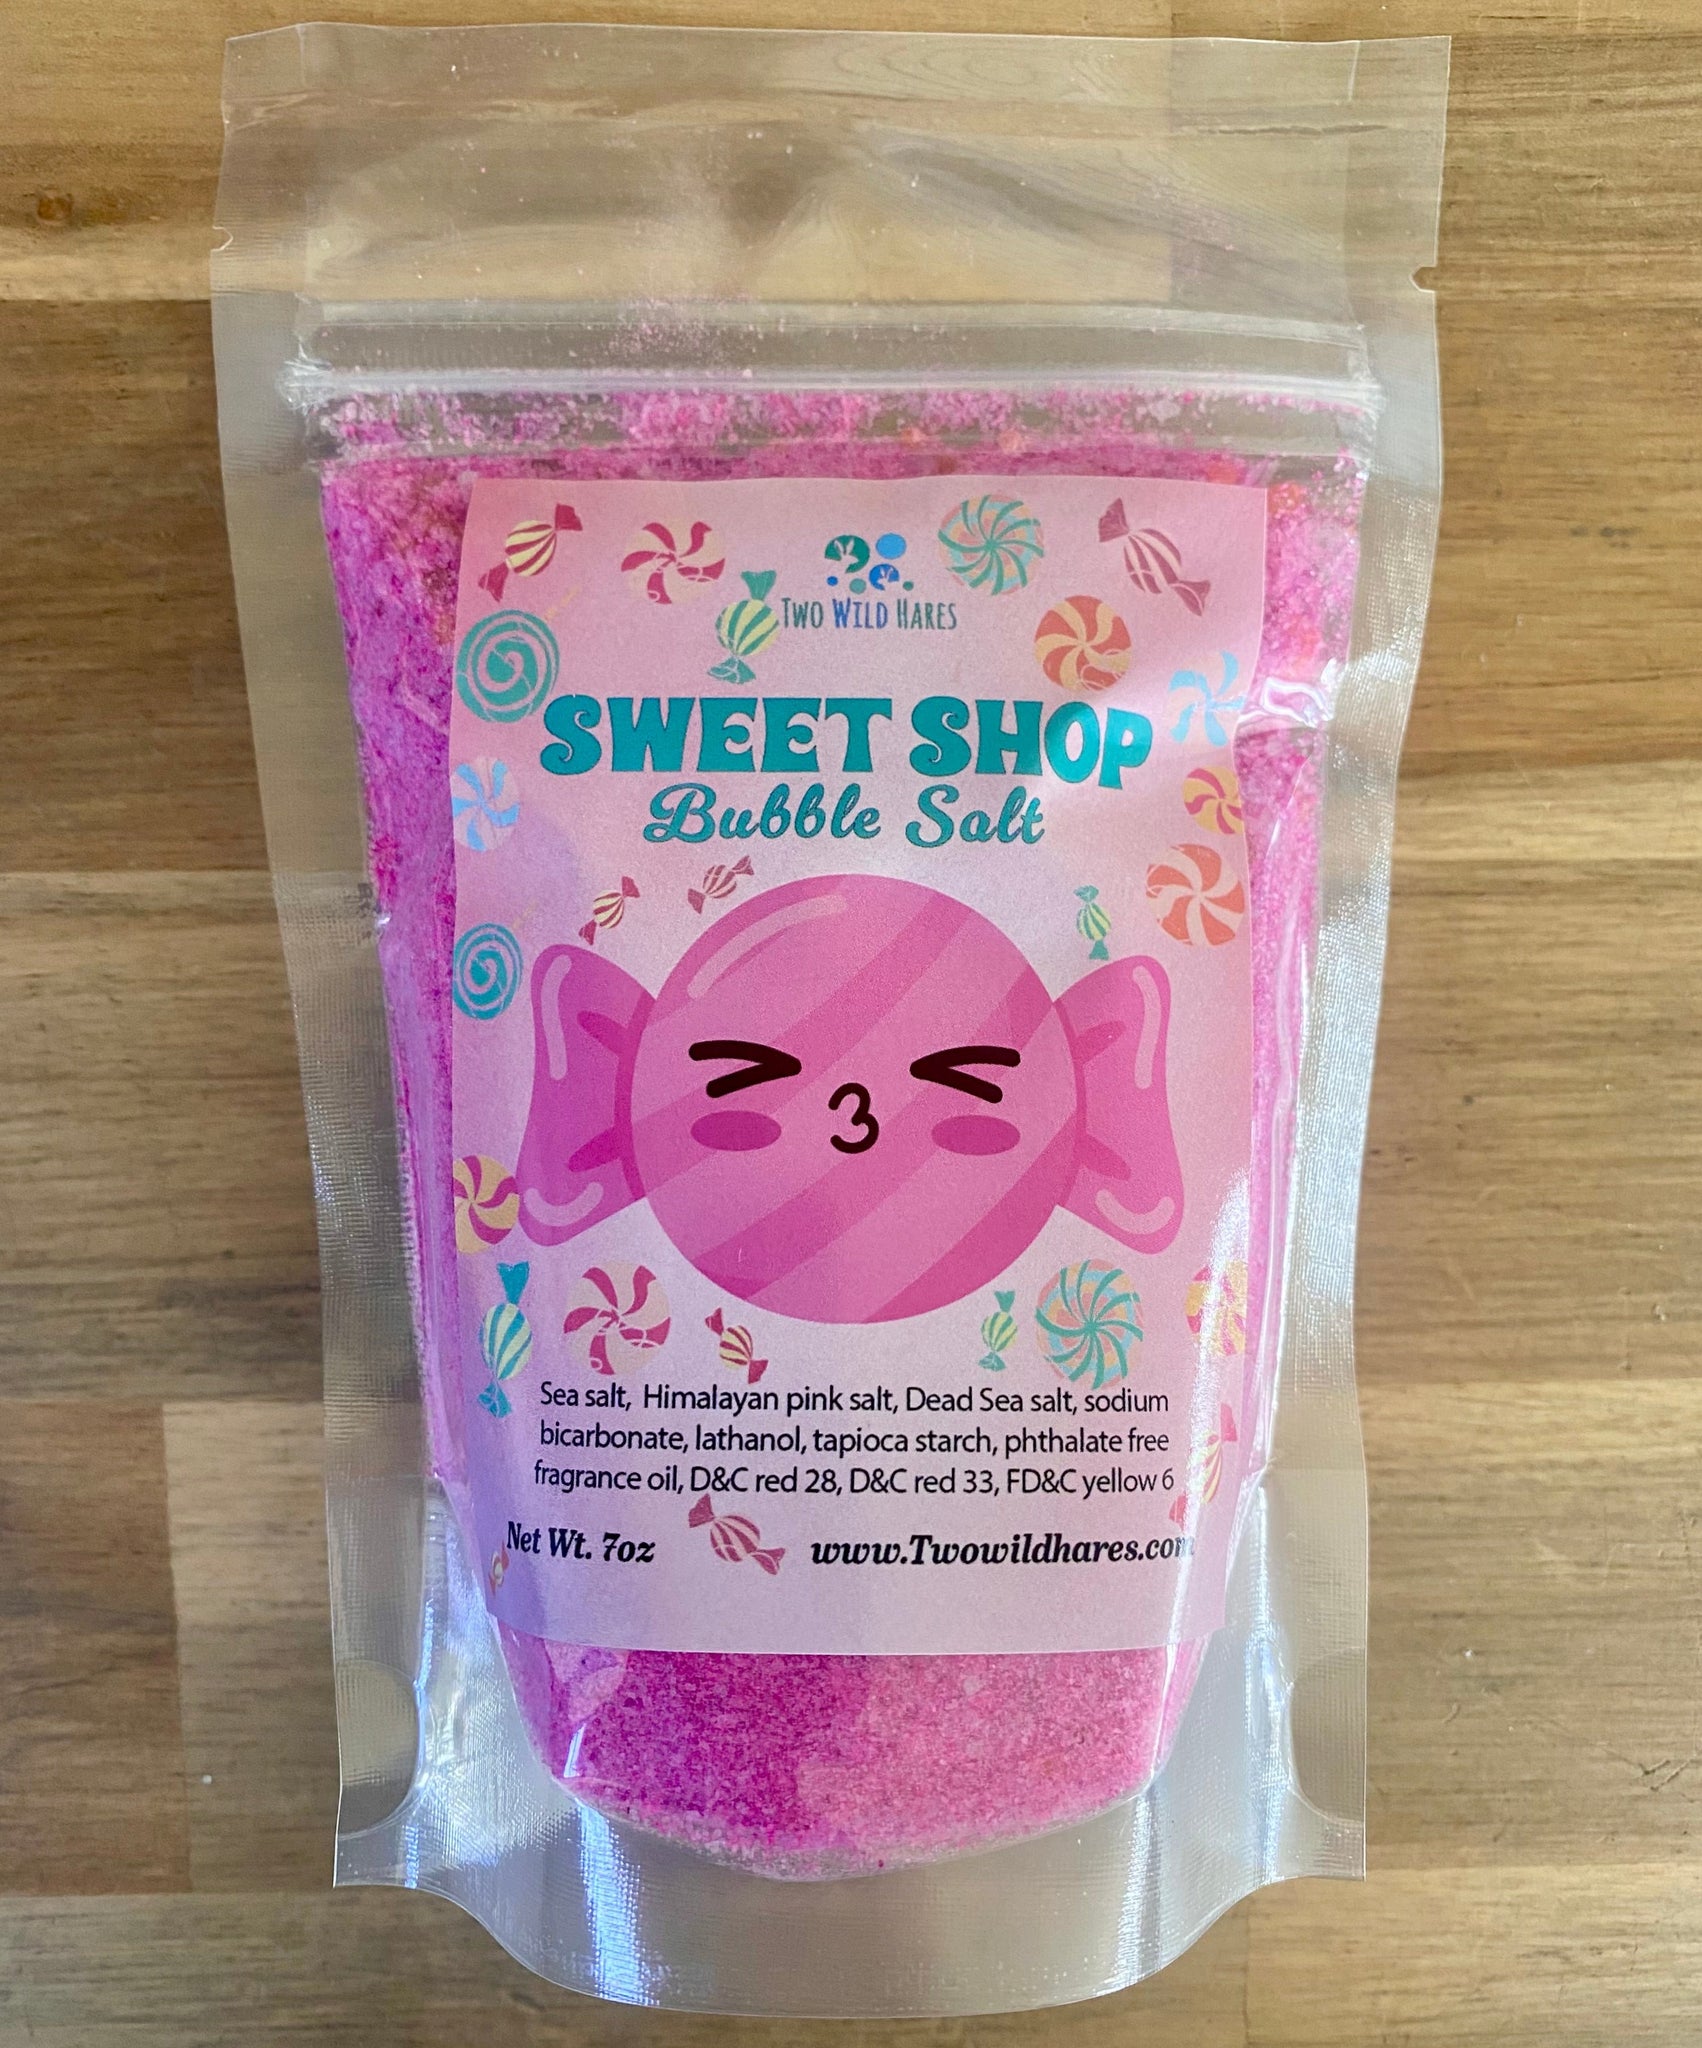 TWO WILD HARES
SWEET SHOP
Bubble Salt
Sea salt, Himalayan pink salt, Dead Sea salt, sodium
bicarbonate, lathanol, tapioca starch, phthalate free
fragrance oil, D&C red 28, D&C red 33, FD&C yellow 6
Net Wt. 7oz www.Twowildhares.com